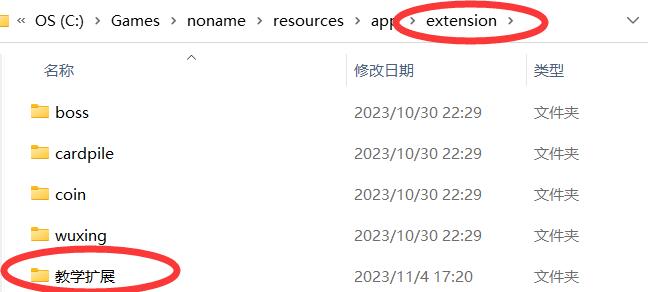 « OS (C:) > Games > noname > resources > app > extension >
名称 修改日期 类型
boss 2023/10/30 22:29 文件夹
cardpile 2023/10/30 22:29 文件夹
coin 2023/10/30 22:29 文件夹
wuxing 2023/10/30 22:29 文件夹
教学扩展 2023/11/4 17:20 文件夹